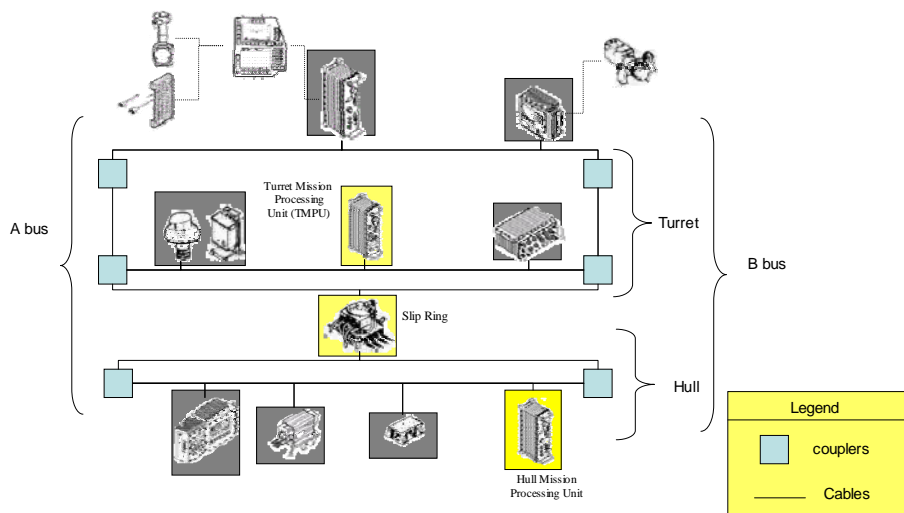 Turret Mission
Processing
Unit (TMPU)
A bus
Turret
B bus
Slip Ring
Hull
Hull Mission
Processing Unit
Legend
couplers
Cables